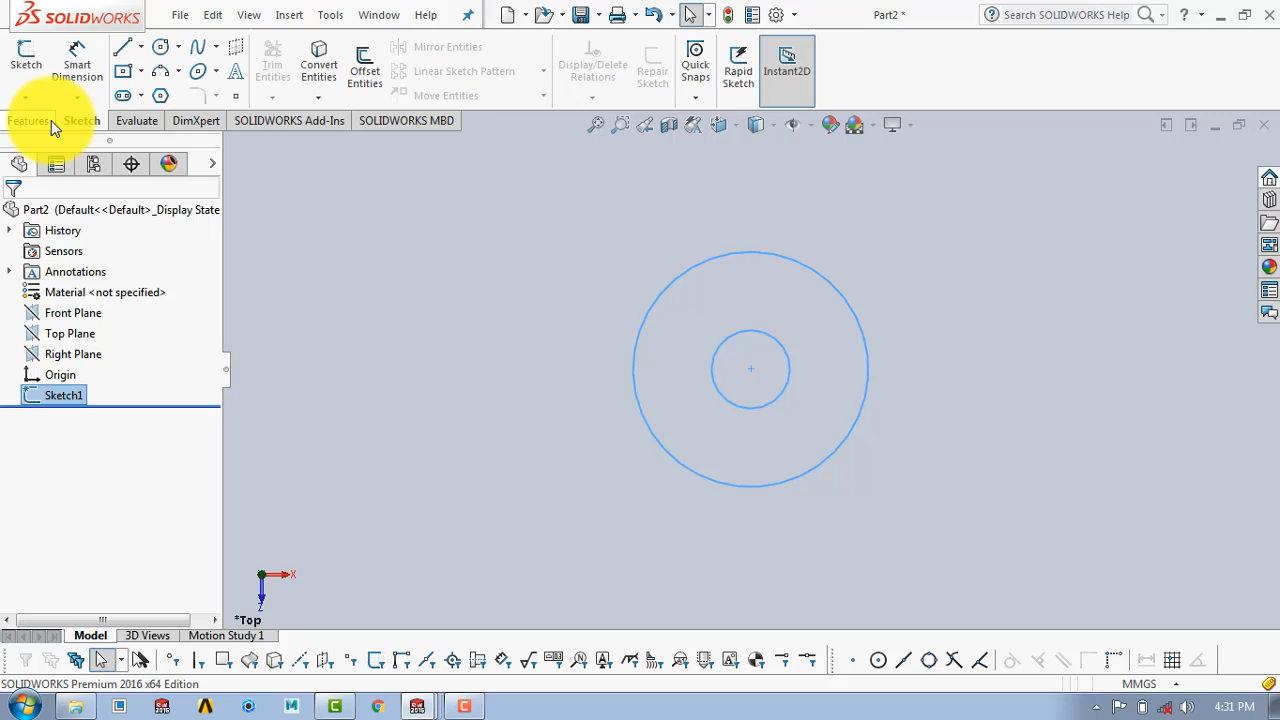 SOLIDWORKS File Edit View Insert Tools Window Help Part2 * Search SOLIDWORKS Help ?
Sketch Smart Dimension Trim Entities Convert Entities Offset Entities Mirror Entities Linear Sketch Pattern Move Entities Display/Delete Relations Repair Sketch Quick Snaps Rapid Sketch Instant2D
Features Sketch Evaluate DimXpert SOLIDWORKS Add-Ins SOLIDWORKS MBD
Part2 (Default<<Default>_Display State
History
Sensors
Annotations
Material <not specified>
Front Plane
Top Plane
Right Plane
Origin
Sketch1
X
Z
*Top
Model 3D Views Motion Study 1
SOLIDWORKS Premium 2016 x64 Edition MMGS
4:31 PM